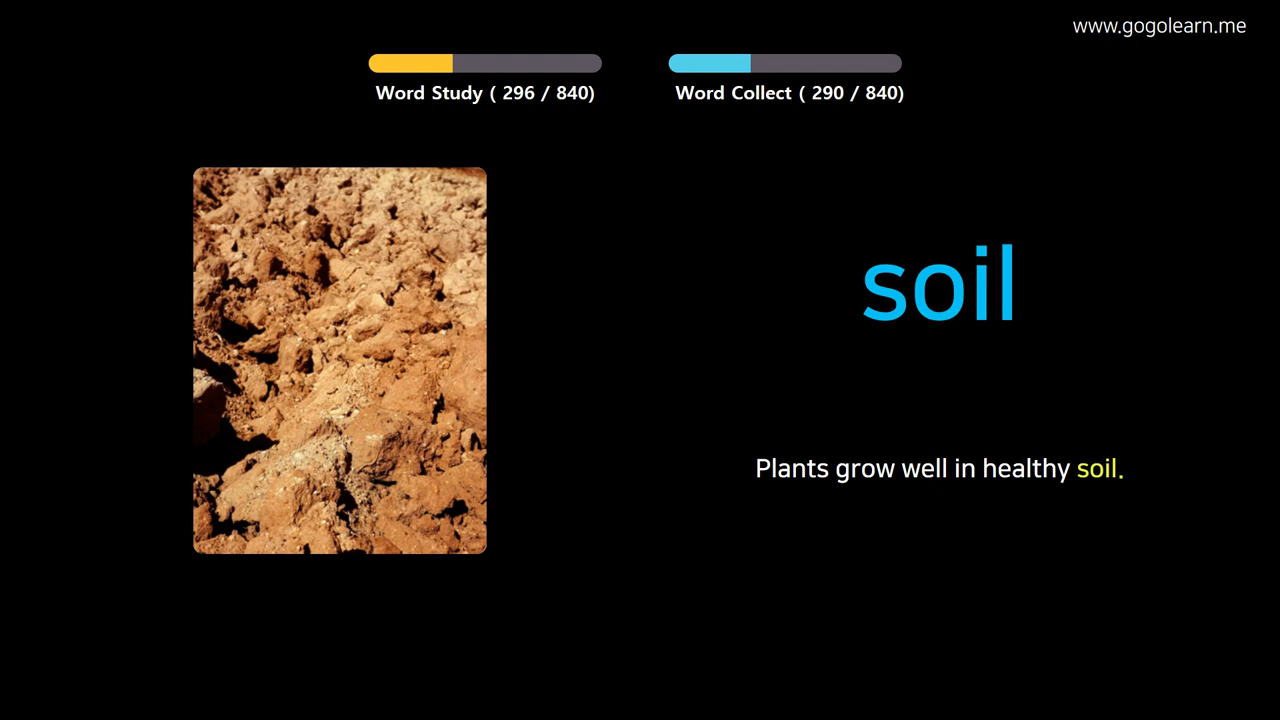 www.gogolearn.me
Word Study ( 296 / 840)
Word Collect ( 290 / 840)
soil
Plants grow well in healthy soil.